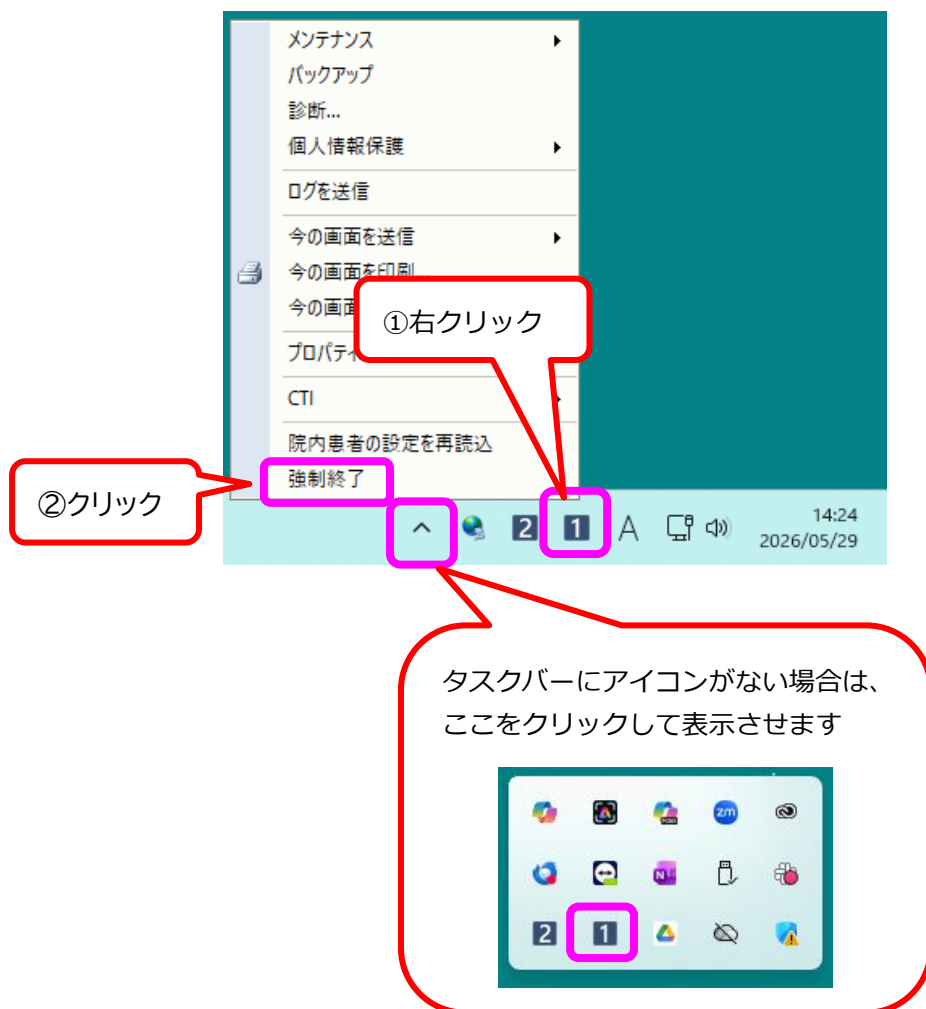 メンテナンス
バックアップ
診断...
個人情報保護
ログを送信
今の画面を送信
今の画面を印刷...
今の画面
①右クリック
プロパティ
CTI
院内患者の設定を再読込
強制終了
②クリック
2 1 A
14:24
2026/05/29
タスクバーにアイコンがない場合は、
ここをクリックして表示させます
zm
N
2 1